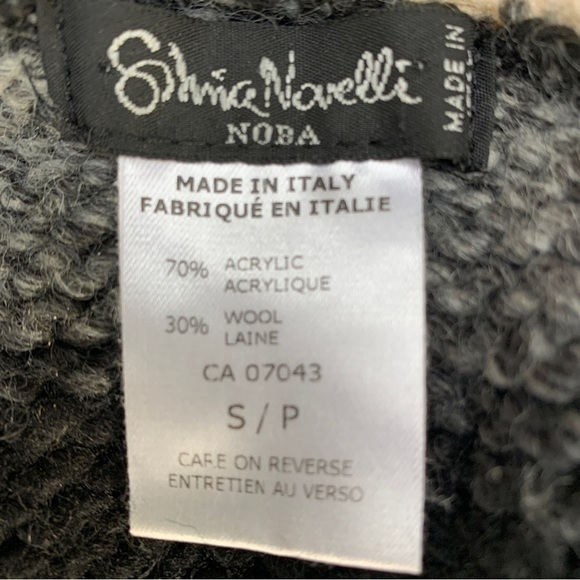 Silvia Novelli
NOBA
MADE IN
MADE IN ITALY
FABRIQUÉ EN ITALIE
70% ACRYLIC
ACRYLIQUE
30% WOOL
LAINE
CA 07043
S / P
CARE ON REVERSE
ENTRETIEN AU VERSO